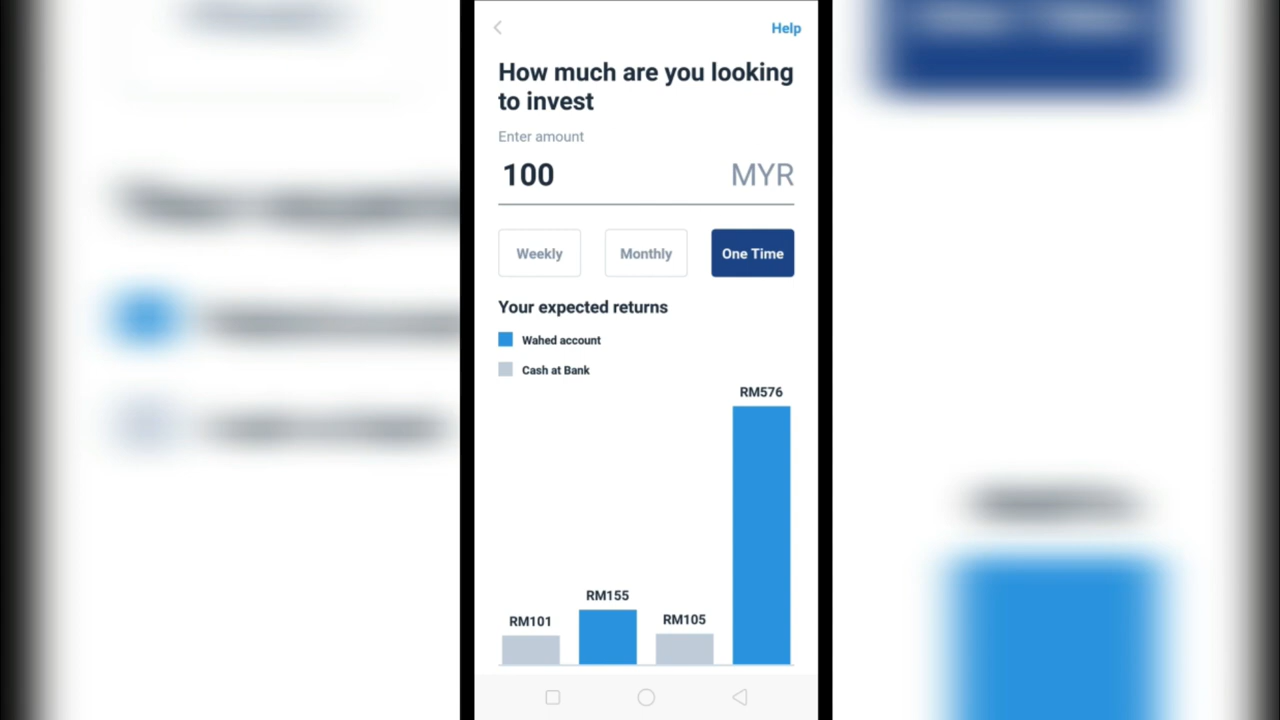 Help
How much are you looking
to invest
Enter amount
100 MYR
Weekly Monthly One Time
Your expected returns
Wahed account
Cash at Bank
RM576
RM155
RM101 RM105